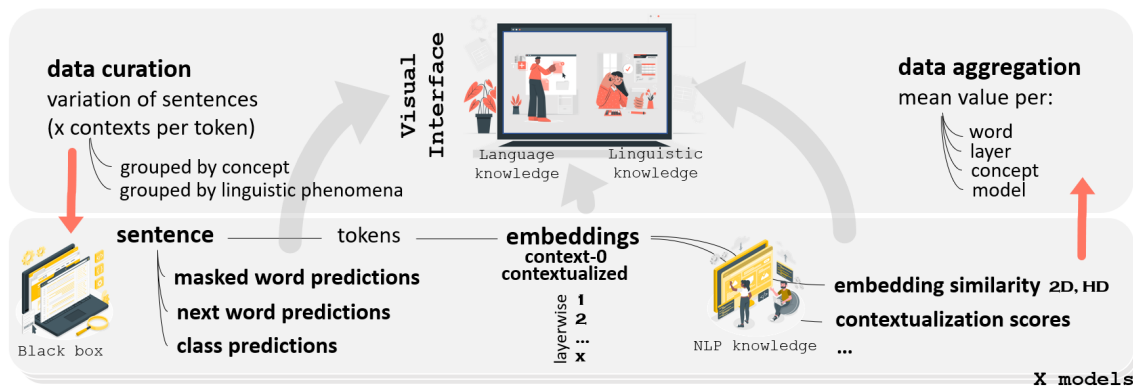 data curation
variation of sentences
(x contexts per token)
grouped by concept
grouped by linguistic phenomena
Visual
Interface
Language
knowledge
Linguistic
knowledge
data aggregation
mean value per:
word
layer
concept
model
Black box
sentence
tokens
embeddings
context-0
contextualized
masked word predictions
next word predictions
class predictions
layerwise
1
2
...
x
NLP knowledge
embedding similarity 2D, HD
contextualization scores
...
X models